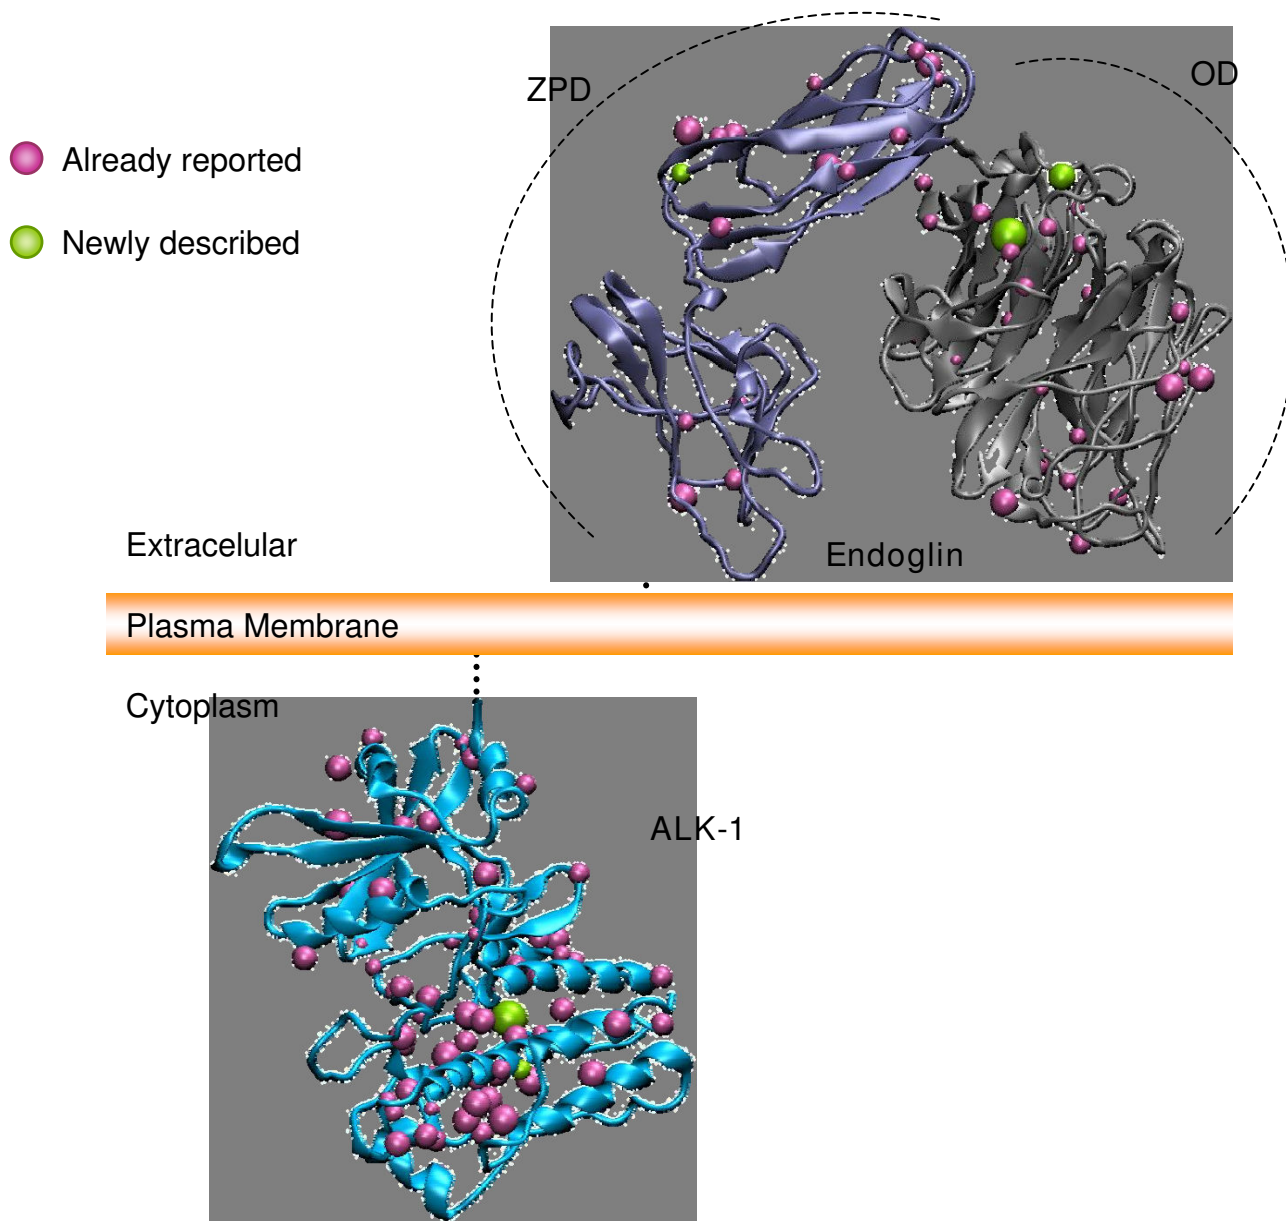 ZPD
OD
Already reported
Newly described
Extracelular
Endoglin
Plasma Membrane
Cytoplasm
ALK-1